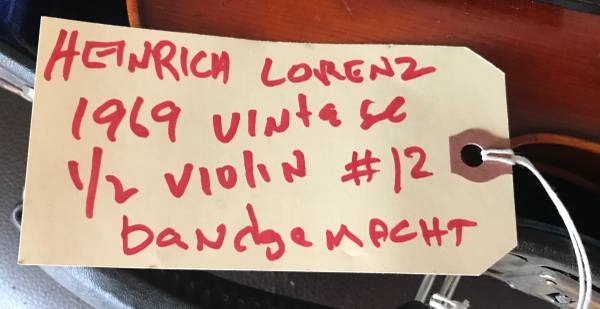 HEINRICH LORENZ
1969 VINtage
1/2 VIOlIN #12
bandgeMACHT